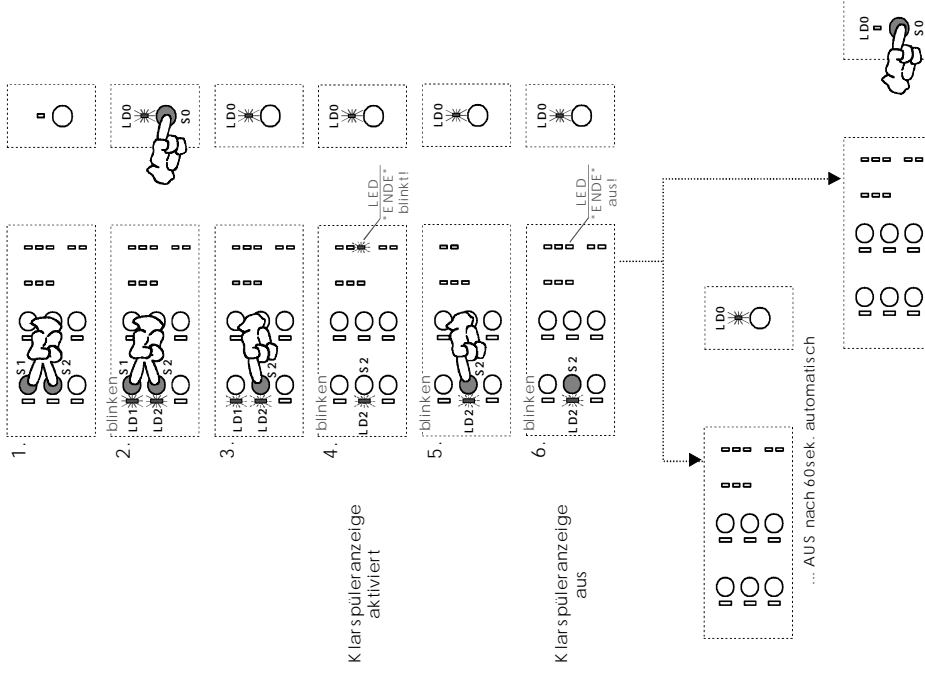 1.
S1
S2
2.
blinken
LD1
LD2
S1
S2
LD0
S0
3.
blinken
LD1
LD2
S2
LD0
4.
blinken
LD2
S2
LED
"ENDE"
blinkt!
LD0
Klarspüleranzeige
aktiviert
5.
blinken
LD2
S2
LD0
6.
blinken
LD2
S2
LED
"ENDE"
aus!
LD0
Klarspüleranzeige
aus
LD0
... AUS nach 60sek. automatisch
LD0
S0